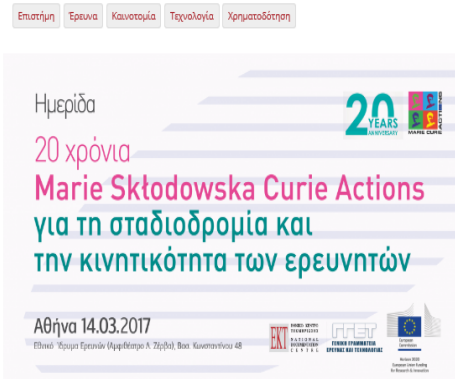 Επιστήμη Έρευνα Καινοτομία Τεχνολογία Χρηματοδότηση
Ημερίδα
20 YEARS ANNIVERSARY
MARIE CURIE ACTIONS
20 χρόνια
Marie Skłodowska Curie Actions
για τη σταδιοδρομία και
την κινητικότητα των ερευνητών
Αθήνα 14.03.2017
Εθνικό Ίδρυμα Ερευνών (Αμφιθέατρο Λ. Ζέρβα), Βασ. Κωνσταντίνου 48
ΕΚΤ
ΕΘΝΙΚΟ ΚΕΝΤΡΟ
ΤΕΚΜΗΡΙΩΣΗΣ
NATIONAL
DOCUMENTATION
CENTRE
ΓΓΕΤ
ΓΕΝΙΚΗ ΓΡΑΜΜΑΤΕΙΑ
ΕΡΕΥΝΑΣ ΚΑΙ ΤΕΧΝΟΛΟΓΙΑΣ
European
Commission
Horizon 2020
European Union Funding
for Research & Innovation